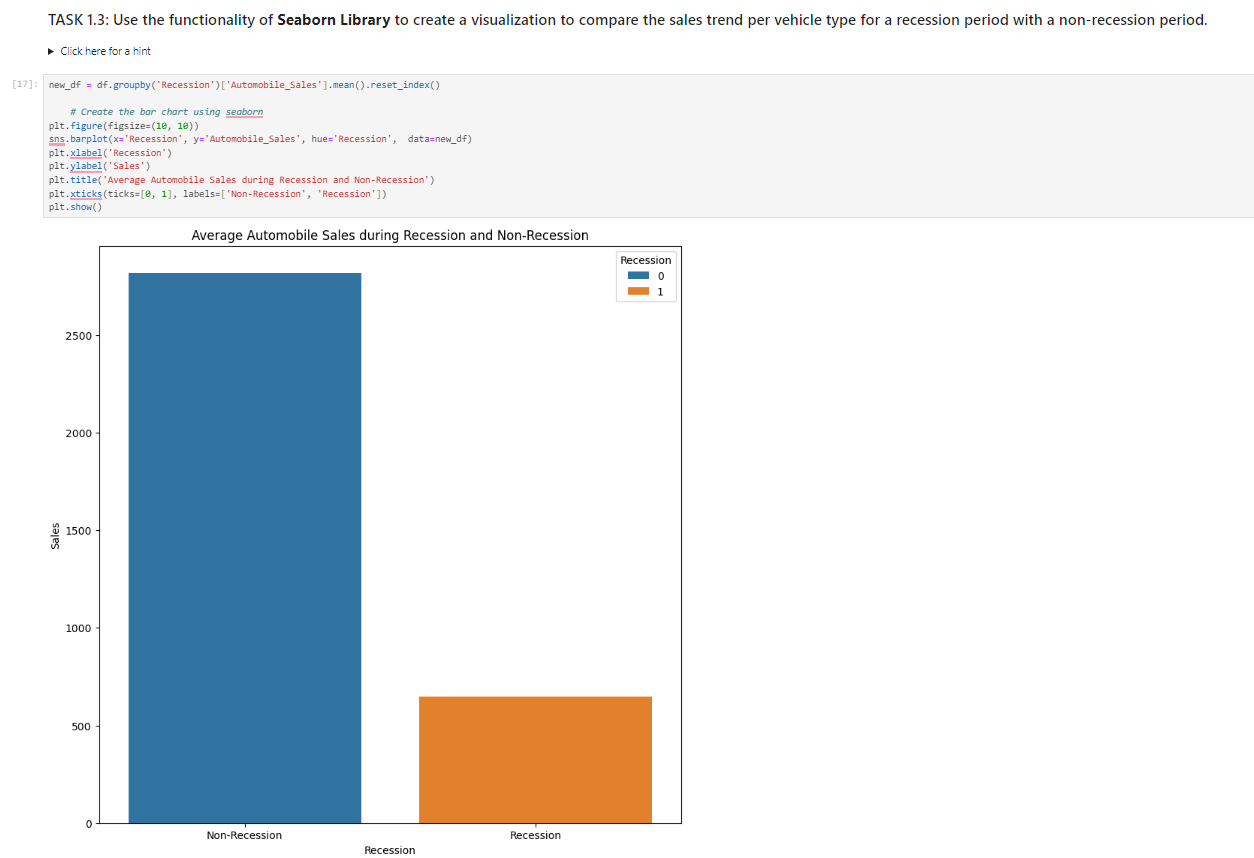 TASK 1.3: Use the functionality of Seaborn Library to create a visualization to compare the sales trend per vehicle type for a recession period with a non-recession period.
▶ Click here for a hint
[17]: new_df = df.groupby('Recession')['Automobile_Sales'].mean().reset_index()
# Create the bar chart using seaborn
plt.figure(figsize=(10, 10))
sns.barplot(x='Recession', y='Automobile_Sales', hue='Recession',  data=new_df)
plt.xlabel('Recession')
plt.ylabel('Sales')
plt.title('Average Automobile Sales during Recession and Non-Recession')
plt.xticks(ticks=[0, 1], labels=['Non-Recession', 'Recession'])
plt.show()
Average Automobile Sales during Recession and Non-Recession
Recession
0
1
2500
2000
1500
1000
500
0
Sales
Non-Recession
Recession
Recession